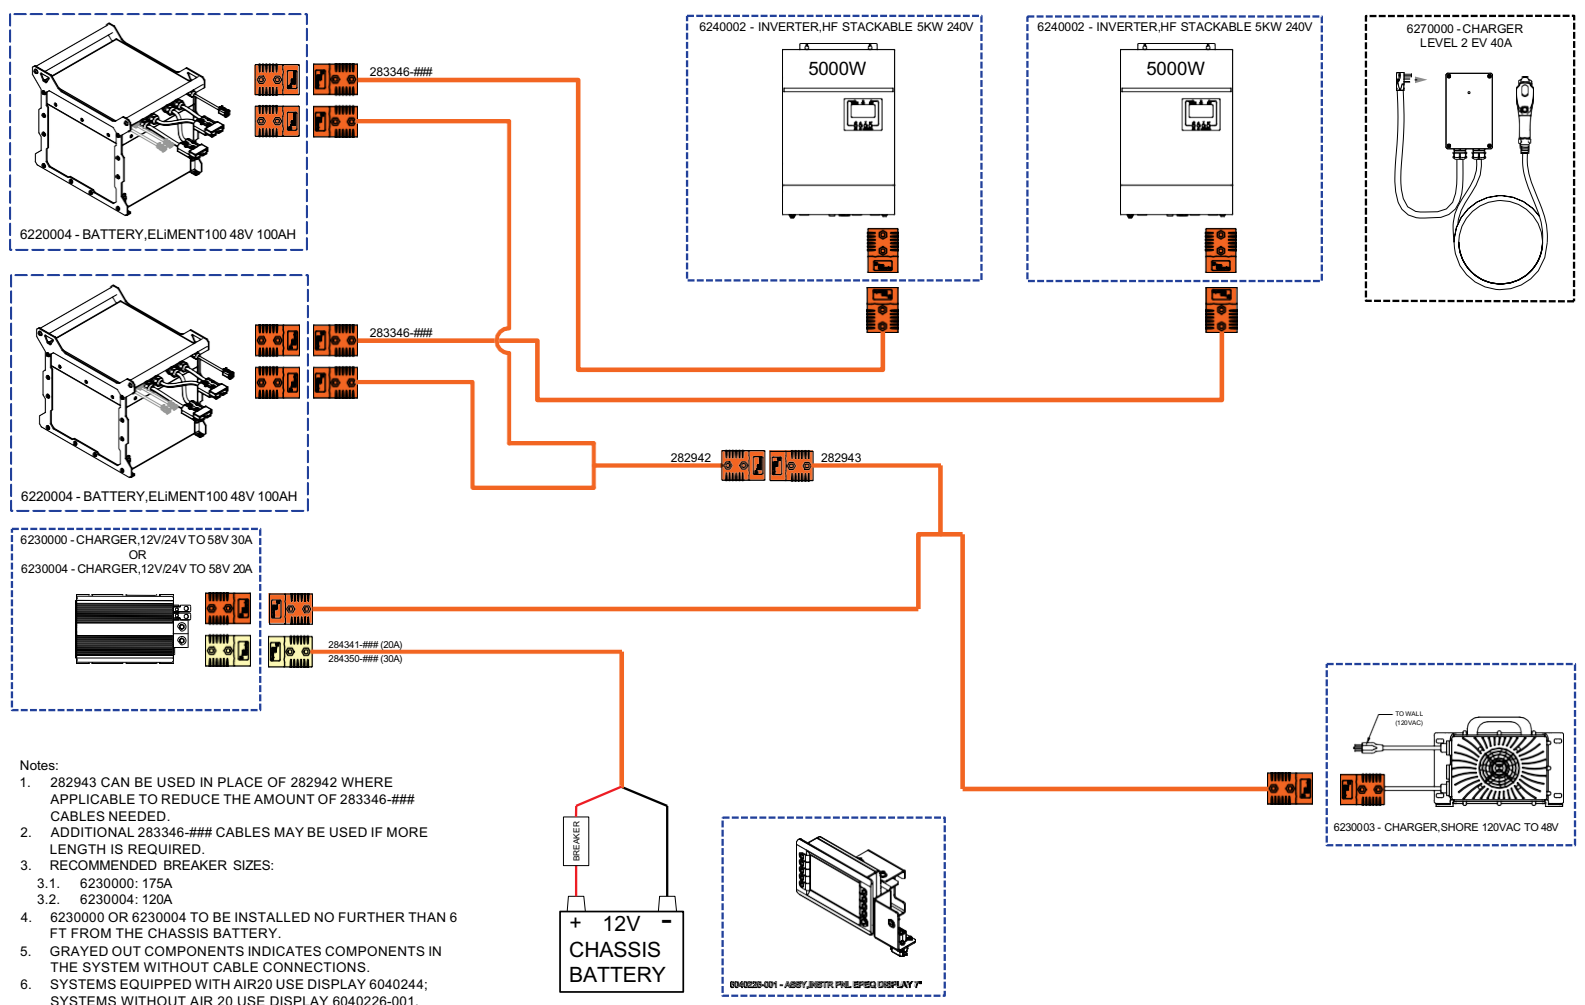 6220004 - BATTERY,ELiMENT100 48V 100AH
283346-###
6240002 - INVERTER,HF STACKABLE 5KW 240V
5000W
6240002 - INVERTER,HF STACKABLE 5KW 240V
5000W
6270000 - CHARGER
LEVEL 2 EV 40A
6220004 - BATTERY,ELiMENT100 48V 100AH
283346-###
282942
282943
6230000 - CHARGER,12V/24V TO 58V 30A
OR
6230004 - CHARGER,12V/24V TO 58V 20A
284341-### (20A)
284350-### (30A)
TO WALL
(120VAC)
6230003 - CHARGER,SHORE 120VAC TO 48V
BREAKER
+ 12V -
CHASSIS
BATTERY
6040226-001 - ASSY,INSTR PNL EPEQ DISPLAY 7"
Notes:
1. 282943 CAN BE USED IN PLACE OF 282942 WHERE
APPLICABLE TO REDUCE THE AMOUNT OF 283346-###
CABLES NEEDED.
2. ADDITIONAL 283346-### CABLES MAY BE USED IF MORE
LENGTH IS REQUIRED.
3. RECOMMENDED BREAKER SIZES:
3.1. 6230000: 175A
3.2. 6230004: 120A
4. 6230000 OR 6230004 TO BE INSTALLED NO FURTHER THAN 6
FT FROM THE CHASSIS BATTERY.
5. GRAYED OUT COMPONENTS INDICATES COMPONENTS IN
THE SYSTEM WITHOUT CABLE CONNECTIONS.
6. SYSTEMS EQUIPPED WITH AIR20 USE DISPLAY 6040244;
SYSTEMS WITHOUT AIR 20 USE DISPLAY 6040226-001.